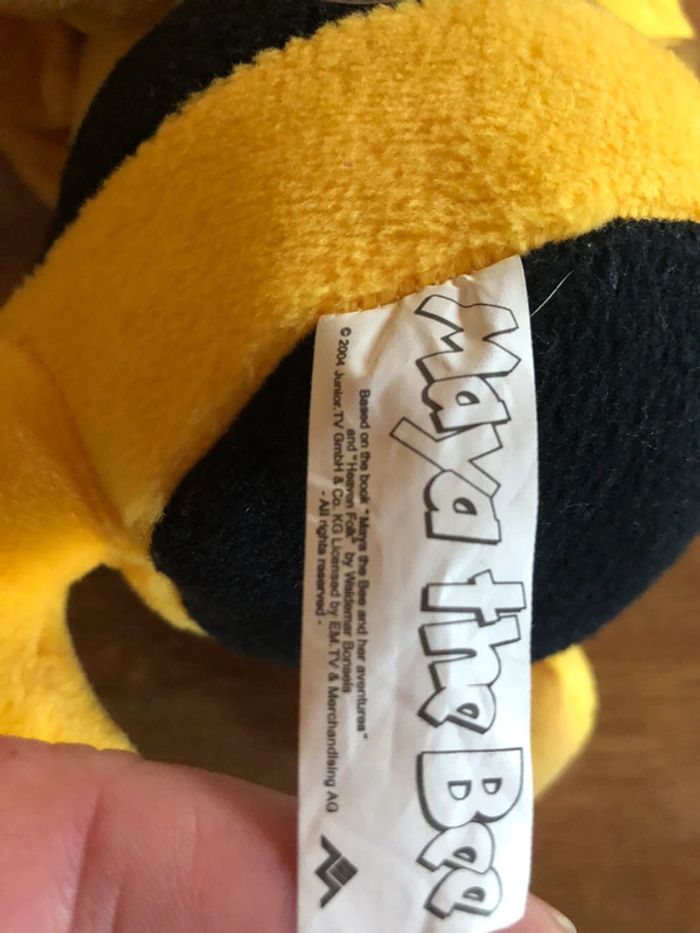 Maya the Bee
Based on the book "Maya the Bee and her aventures"
and "Heaven Folk" by Waldemar Bonsels
© 2004 Junior.TV GmbH & Co. KG Licensed by EM.TV & Merchandising AG
- All rights reserved -